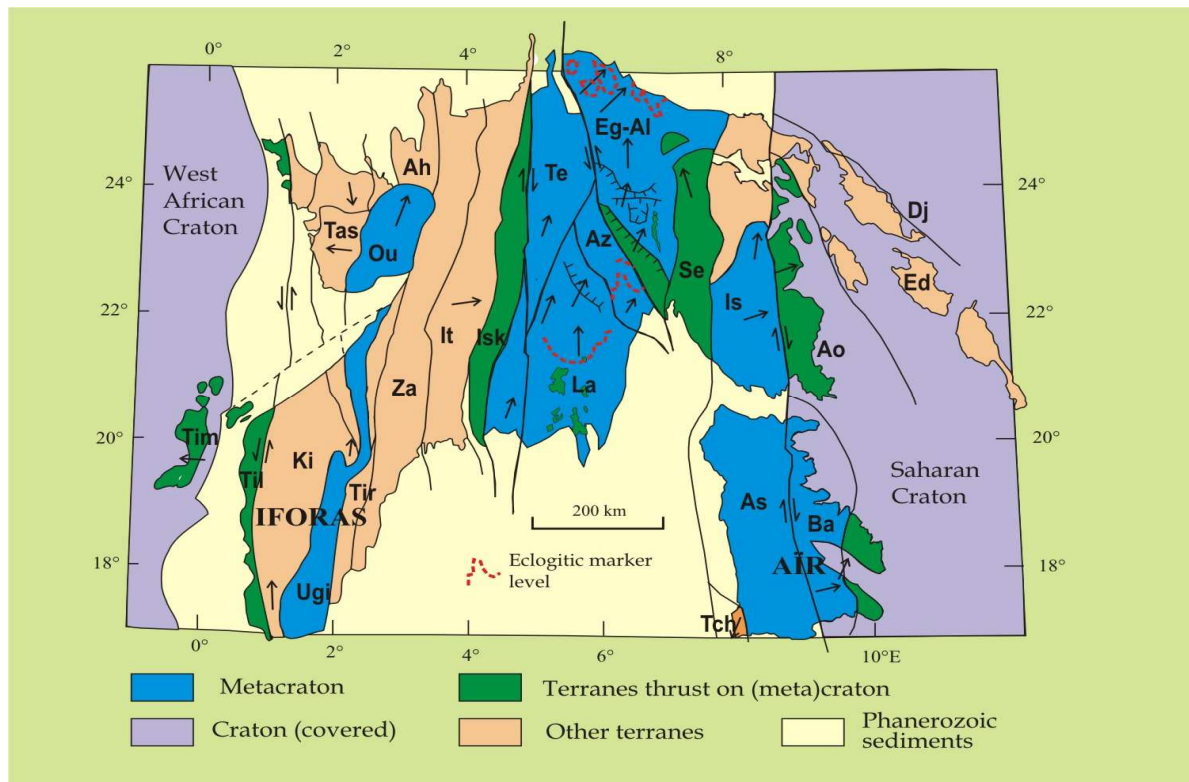 0°
2°
4°
8°
West
African
Craton
24°
24°
Ah
Te
Eg-Al
Tas
Ou
Az
Dj
Se
Is
Ed
22°
22°
It
Isk
Ao
Za
La
20°
20°
Tim
Til
Ki
Tir
IFORAS
200 km
As
Ba
Saharan
Craton
Eclogitic marker
level
AÏR
18°
18°
Ugi
Tch
0°
2°
4°
6°
8°
10°E
Metacraton
Terranes thrust on (meta)craton
Craton (covered)
Other terranes
Phanerozoic
sediments